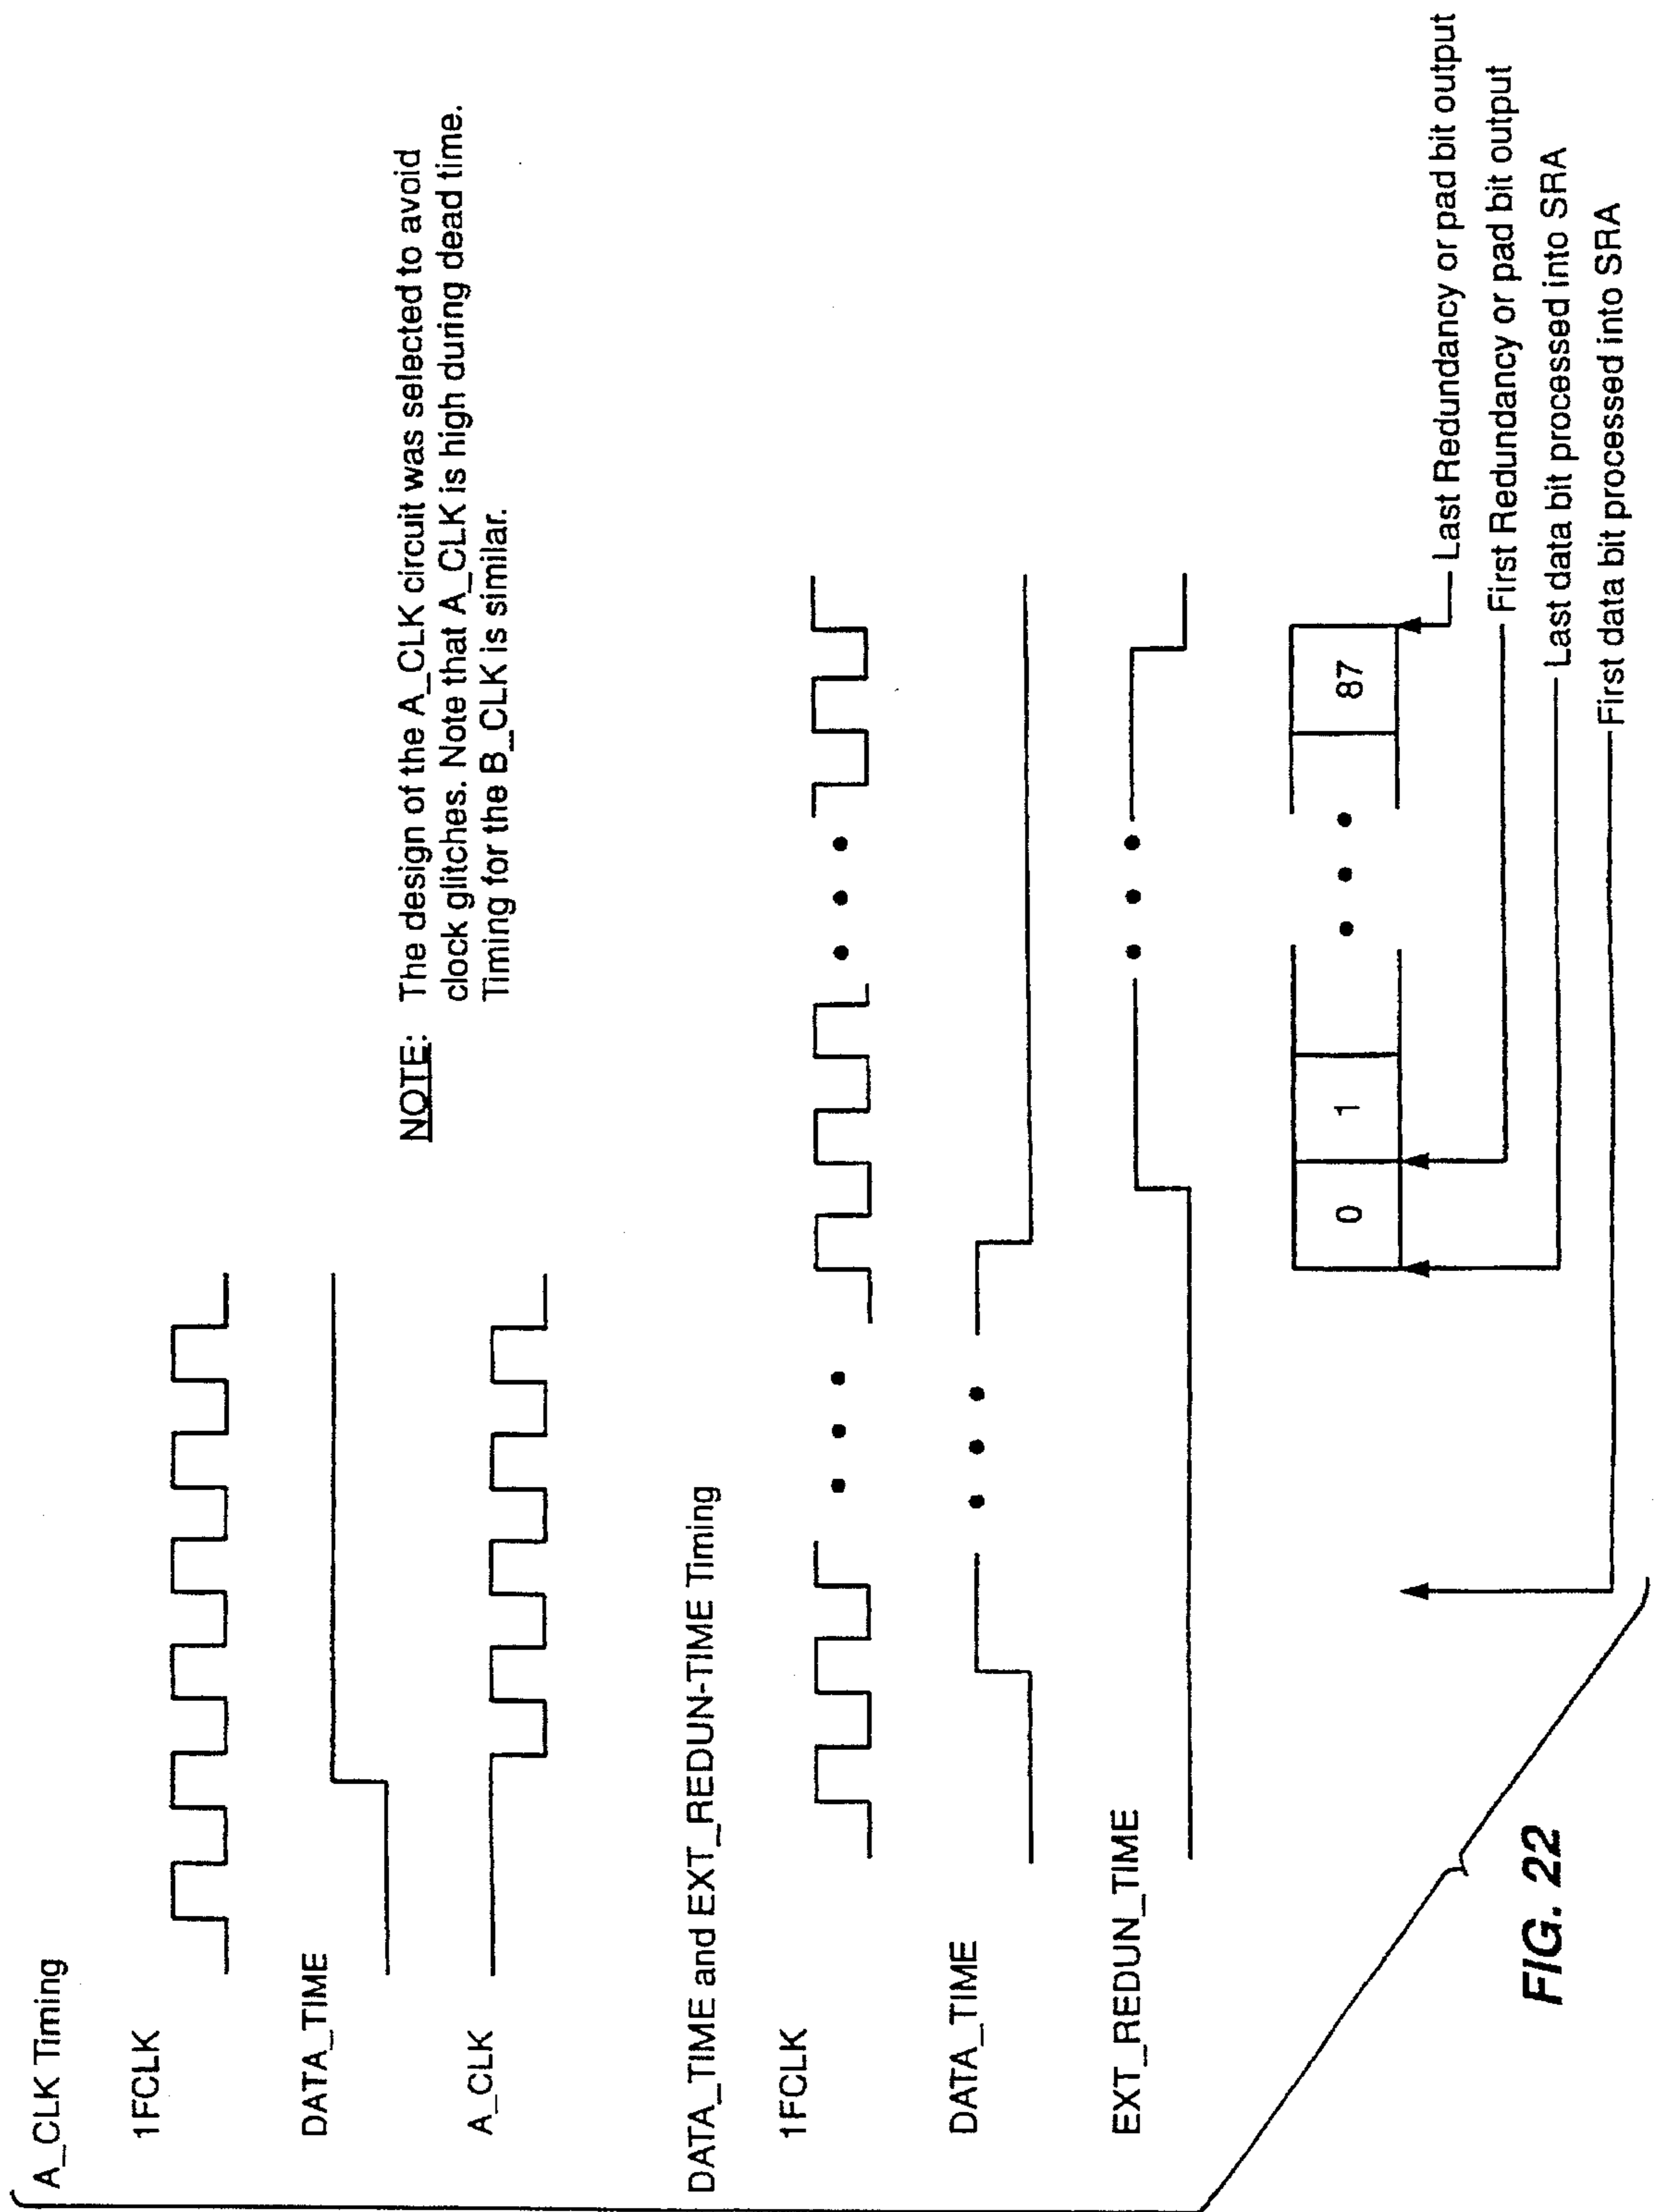 A_CLK Timing
1FCLK
DATA_TIME
A_CLK
NOTE: The design of the A_CLK circuit was selected to avoid
clock glitches. Note that A_CLK is high during dead time.
Timing for the B_CLK is similar.
DATA_TIME and EXT_REDUN-TIME Timing
1FCLK
DATA_TIME
EXT_REDUN_TIME
0 1 87
Last Redundancy or pad bit output
First Redundancy or pad bit output
Last data bit processed into SRA
First data bit processed into SRA
FIG. 22